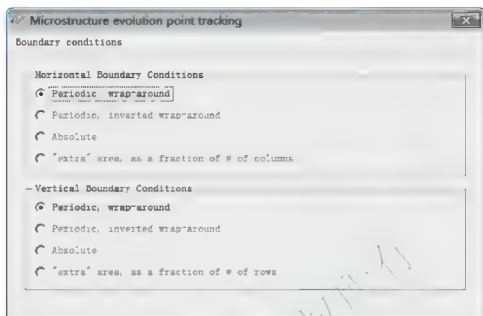 Microstructure evolution point tracking
Boundary conditions
Horizontal Boundary Conditions
Periodic wrap-around
Periodic, inverted wrap-around
Absolute
"extra" area, as a fraction of # of columns
Vertical Boundary Conditions
Periodic, wrap-around
Periodic, inverted wrap-around
Absolute
"extra" area, as a fraction of # of rows